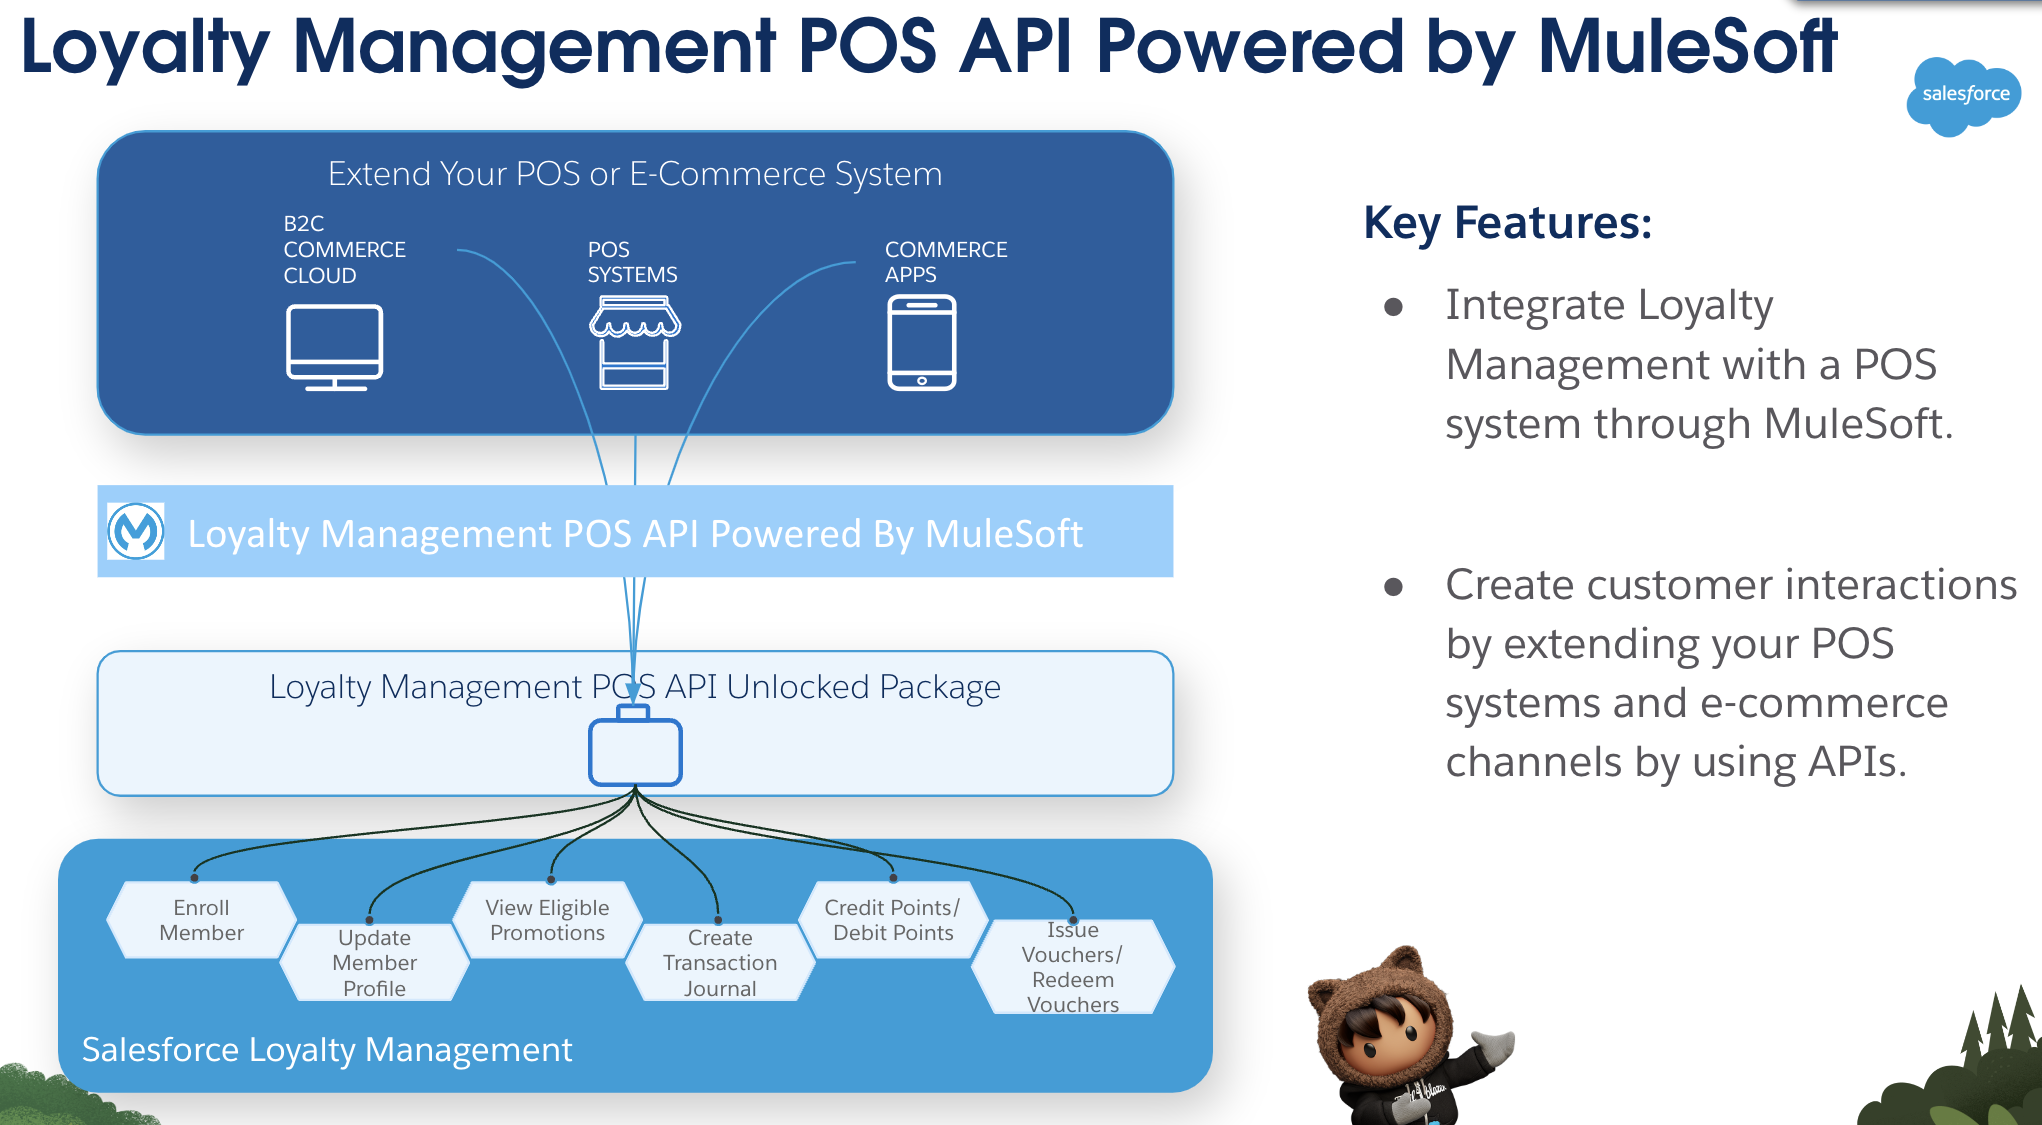 Loyalty Management POS API Powered by MuleSoft
salesforce
Extend Your POS or E-Commerce System
B2C
COMMERCE
CLOUD
POS
SYSTEMS
COMMERCE
APPS
Loyalty Management POS API Powered By MuleSoft
Loyalty Management POS API Unlocked Package
Enroll
Member
Update
Member
Profile
View Eligible
Promotions
Create
Transaction
Journal
Credit Points/
Debit Points
Issue
Vouchers/
Redeem
Vouchers
Salesforce Loyalty Management
Key Features:
● Integrate Loyalty
Management with a POS
system through MuleSoft.
● Create customer interactions
by extending your POS
systems and e-commerce
channels by using APIs.